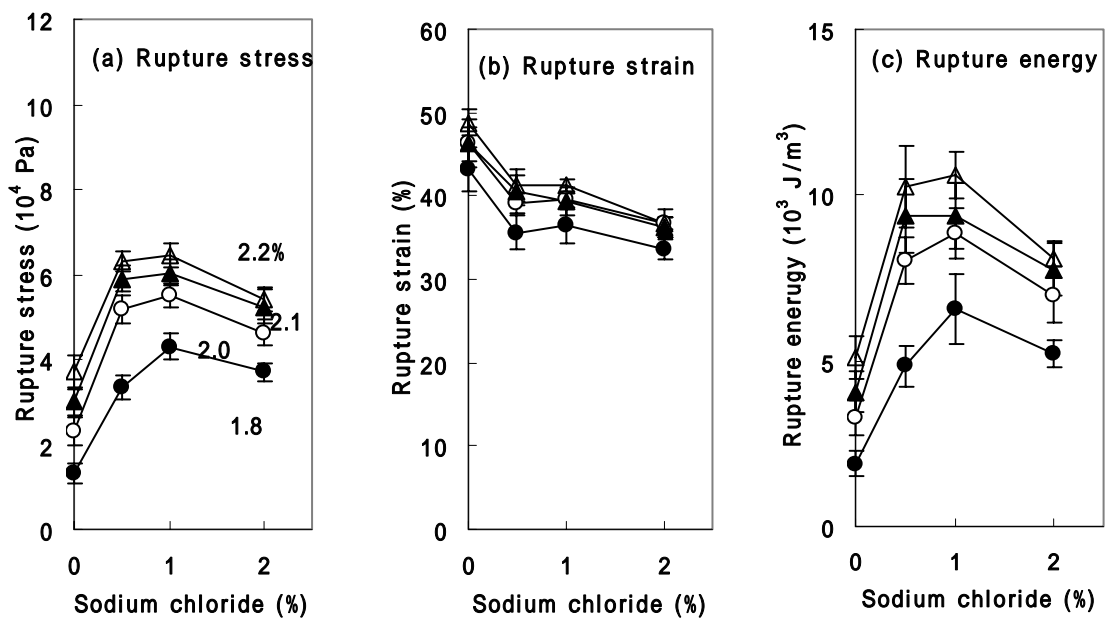 (a) Rupture stress
12
10
8
6
4
2
0
Rupture stress (10⁴ Pa)
2.2%
2.1
2.0
1.8
0 1 2
Sodium chloride (%)
(b) Rupture strain
60
50
40
30
20
10
0
Rupture strain (%)
0 1 2
Sodium chloride (%)
(c) Rupture energy
15
10
5
0
Rupture enerugy (10³ J/m³)
0 1 2
Sodium chloride (%)